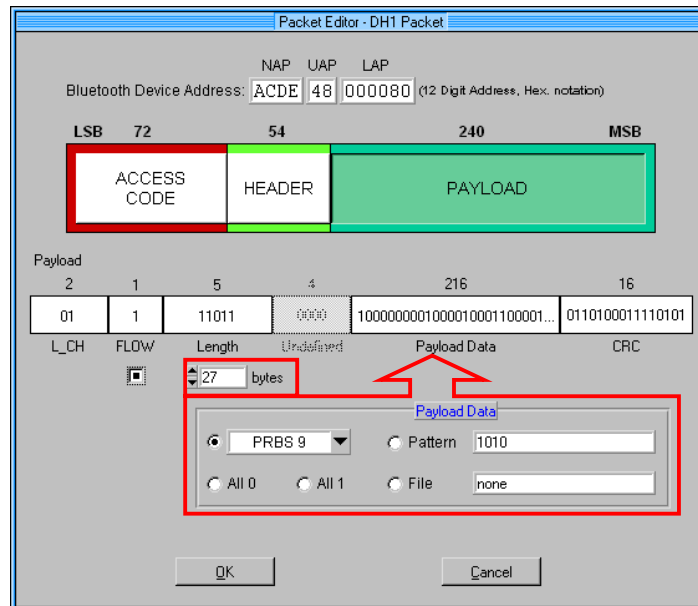 Packet Editor - DH1 Packet
NAP UAP LAP
Bluetooth Device Address: ACDE 48 000080 (12 Digit Address, Hex. notation)
LSB 72 54 240 MSB
ACCESS CODE HEADER PAYLOAD
Payload
2 1 5 4 216 16
01 1 11011 0000 1000000001000010001100001... 0110100011110101
L_CH FLOW Length Undefined Payload Data CRC
27 bytes
Payload Data
PRBS 9 Pattern 1010
All 0 All 1 File none
OK Cancel